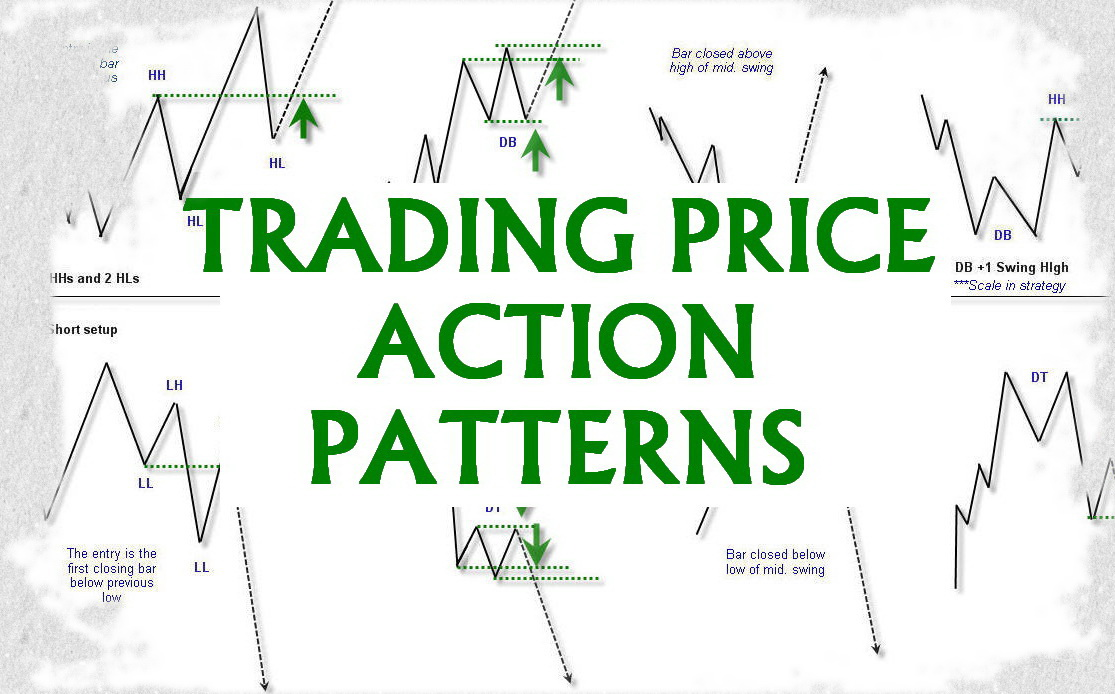 bar
HH
HL
HL
DB
Bar closed above
high of mid. swing
HH
DB
HHs and 2 HLs
DB +1 Swing HIgh
***Scale in strategy
TRADING PRICE
ACTION
PATTERNS
Short setup
LH
LL
LL
The entry is the
first closing bar
below previous
low
DT
Bar closed below
low of mid. swing
DT